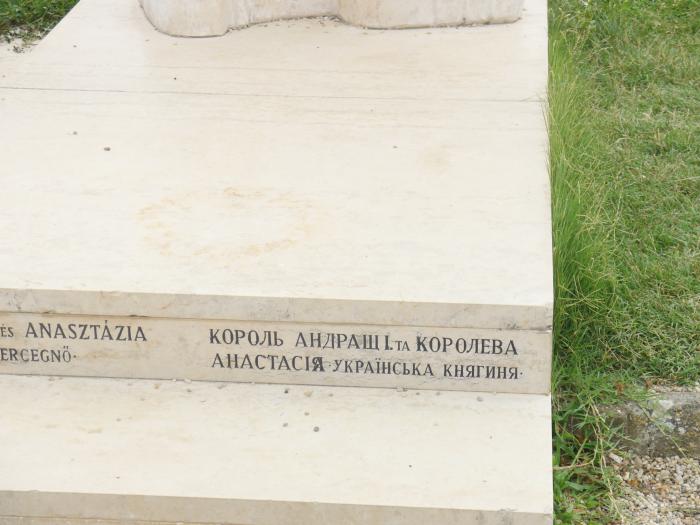 ÉS ANASZTÁZIA
ERCEGNŐ·
КОРОЛЬ АНДРАШ I. ТА КОРОЛЕВА
АНАСТАСІЯ УКРАЇНСЬКА КНЯГИНЯ·